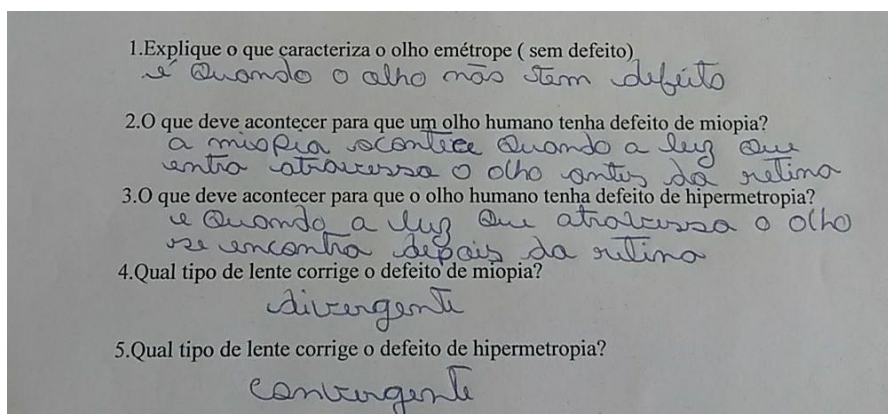 1.Explique o que caracteriza o olho emétrope ( sem defeito)
é Quando o olho não tem defeito
2.O que deve acontecer para que um olho humano tenha defeito de miopia?
a miopia acontece Quando a luz Que
entra atravessa o olho antes da retina
3.O que deve acontecer para que o olho humano tenha defeito de hipermetropia?
e Quando a luz Que atravessa o olho
se encontra depois da retina
4.Qual tipo de lente corrige o defeito de miopia?
divergente
5.Qual tipo de lente corrige o defeito de hipermetropia?
convergente